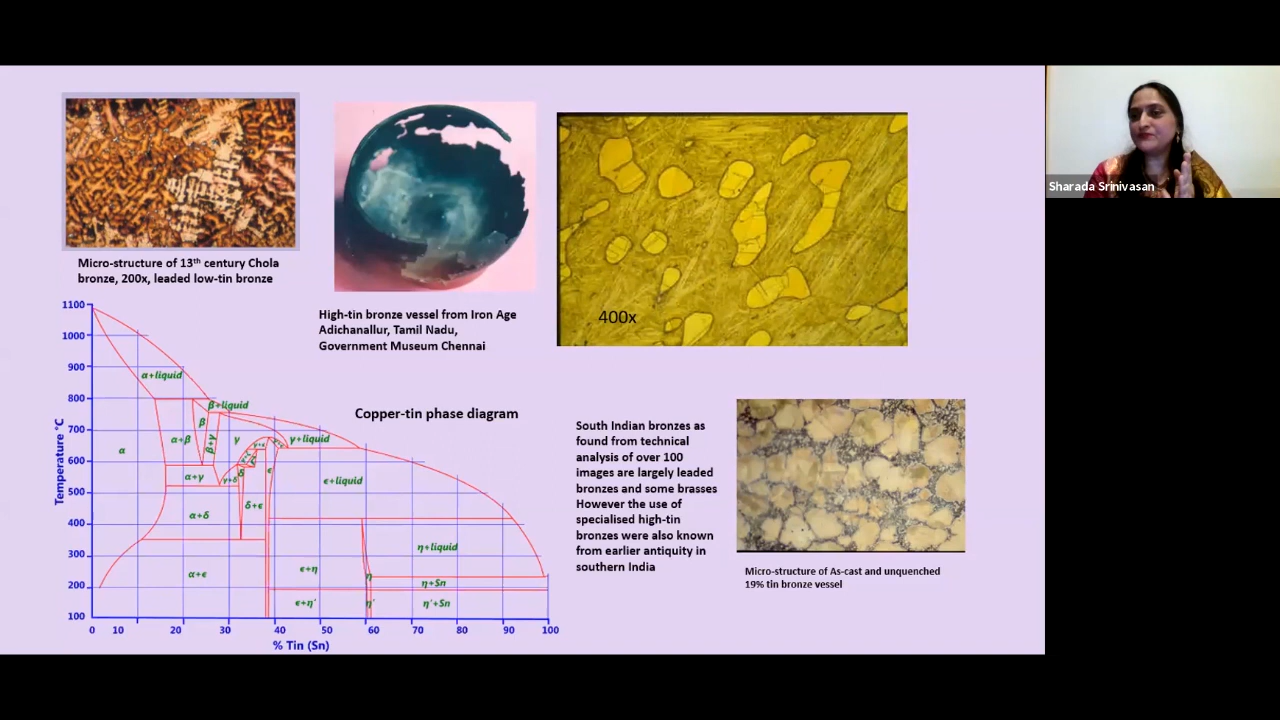 Sharada Srinivasan
Micro-structure of 13th century Chola
bronze, 200x, leaded low-tin bronze
High-tin bronze vessel from Iron Age
Adichanallur, Tamil Nadu,
Government Museum Chennai
400x
Copper-tin phase diagram
1100
1000
900
800
700
600
500
400
300
200
100
Temperature °C
α+liquid
β+liquid
β
α+β
β+γ
γ
γ+liquid
α
α+γ
γ+δ
δ
ε
ε+liquid
α+δ
δ+ε
η+liquid
α+ε
ε+η
η
η+Sn
ε+η'
η'
η'+Sn
0 10 20 30 40 50 60 70 80 90 100
% Tin (Sn)
South Indian bronzes as
found from technical
analysis of over 100
images are largely leaded
bronzes and some brasses
However the use of
specialised high-tin
bronzes were also known
from earlier antiquity in
southern India
Micro-structure of As-cast and unquenched
19% tin bronze vessel